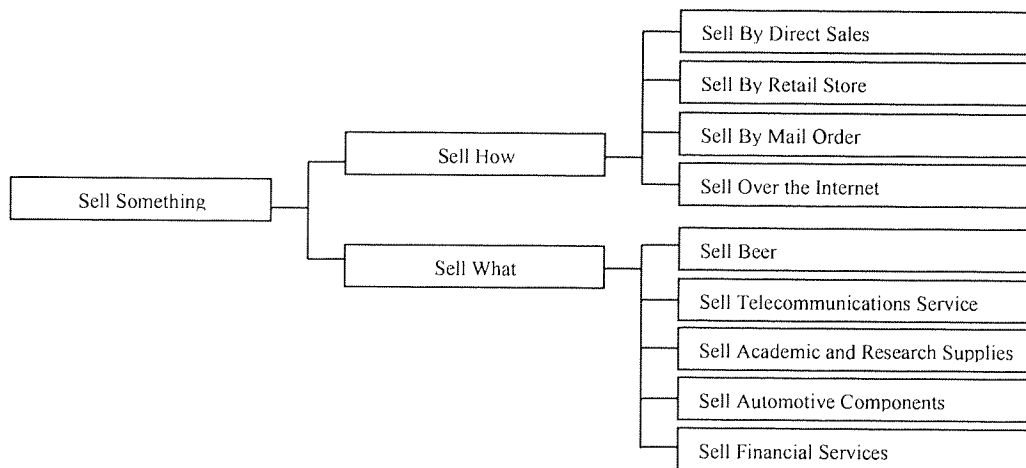 Sell Something
Sell How
Sell By Direct Sales
Sell By Retail Store
Sell By Mail Order
Sell Over the Internet
Sell What
Sell Beer
Sell Telecommunications Service
Sell Academic and Research Supplies
Sell Automotive Components
Sell Financial Services